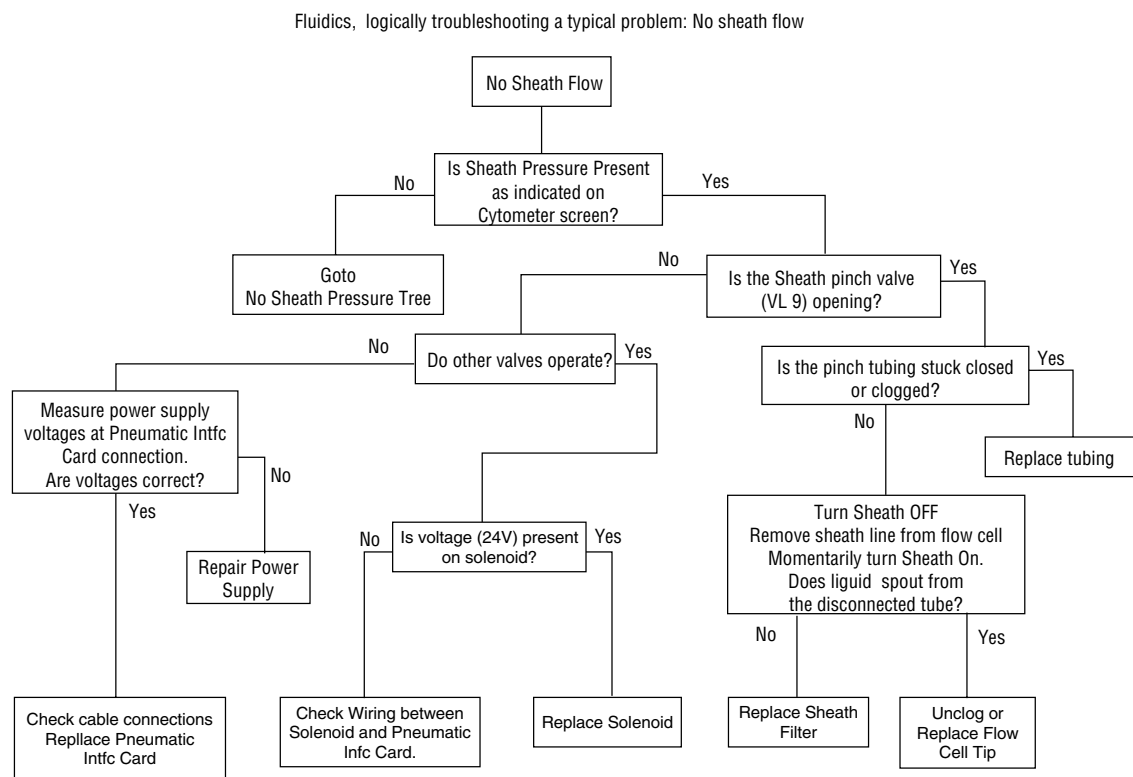 Fluidics, logically troubleshooting a typical problem: No sheath flow
No Sheath Flow
Is Sheath Pressure Present
as indicated on
Cytometer screen?
No
Yes
Goto
No Sheath Pressure Tree
No
Is the Sheath pinch valve
(VL 9) opening?
Yes
No
Do other valves operate?
Yes
Is the pinch tubing stuck closed
or clogged?
Yes
No
Replace tubing
Measure power supply
voltages at Pneumatic Intfc
Card connection.
Are voltages correct?
No
Yes
Repair Power
Supply
No
Is voltage (24V) present
on solenoid?
Yes
Turn Sheath OFF
Remove sheath line from flow cell
Momentarily turn Sheath On.
Does liguid spout from
the disconnected tube?
No
Yes
Check cable connections
Repllace Pneumatic
Intfc Card
Check Wiring between
Solenoid and Pneumatic
Infc Card.
Replace Solenoid
Replace Sheath
Filter
Unclog or
Replace Flow
Cell Tip